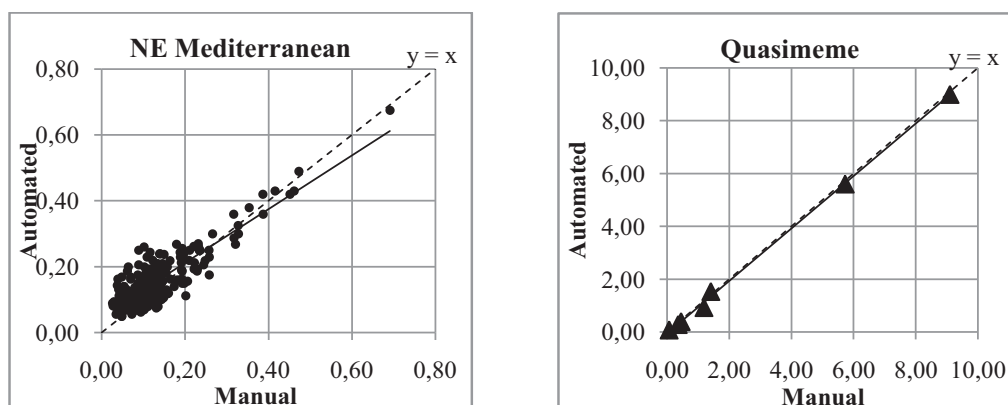 NE Mediterranean
y = x
0,80
0,60
0,40
0,20
0,00
Automated
0,00 0,20 0,40 0,60 0,80
Manual
Quasimeme
y = x
10,00
8,00
6,00
4,00
2,00
0,00
Automated
0,00 2,00 4,00 6,00 8,00 10,00
Manual